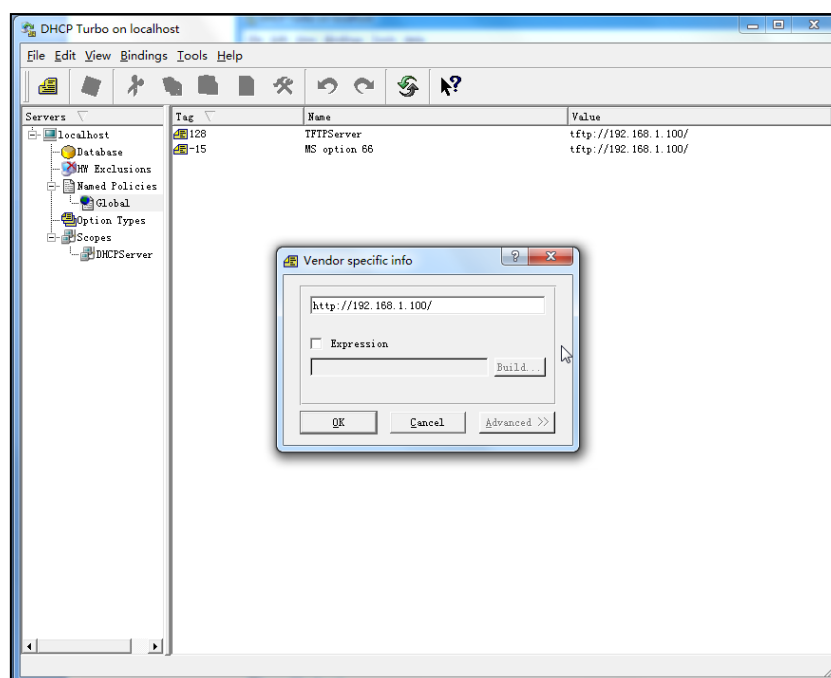 DHCP Turbo on localhost
File Edit View Bindings Tools Help
Servers
localhost
Database
HW Exclusions
Named Policies
Global
Option Types
Scopes
DHCPServer
Tag Name Value
128 TFTPServer tftp://192.168.1.100/
-15 MS option 66 tftp://192.168.1.100/
Vendor specific info
http://192.168.1.100/
Expression
Build...
OK Cancel Advanced >>